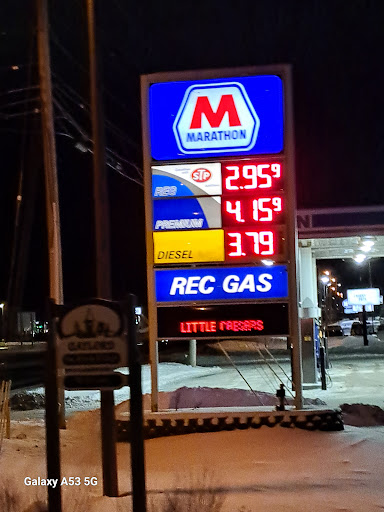 MARATHON
STP
REG
2.95 9
PREMIUM
4.15 9
DIESEL
3.79
REC GAS
LITTLE CAESARS
GAYLORD
Galaxy A53 5G